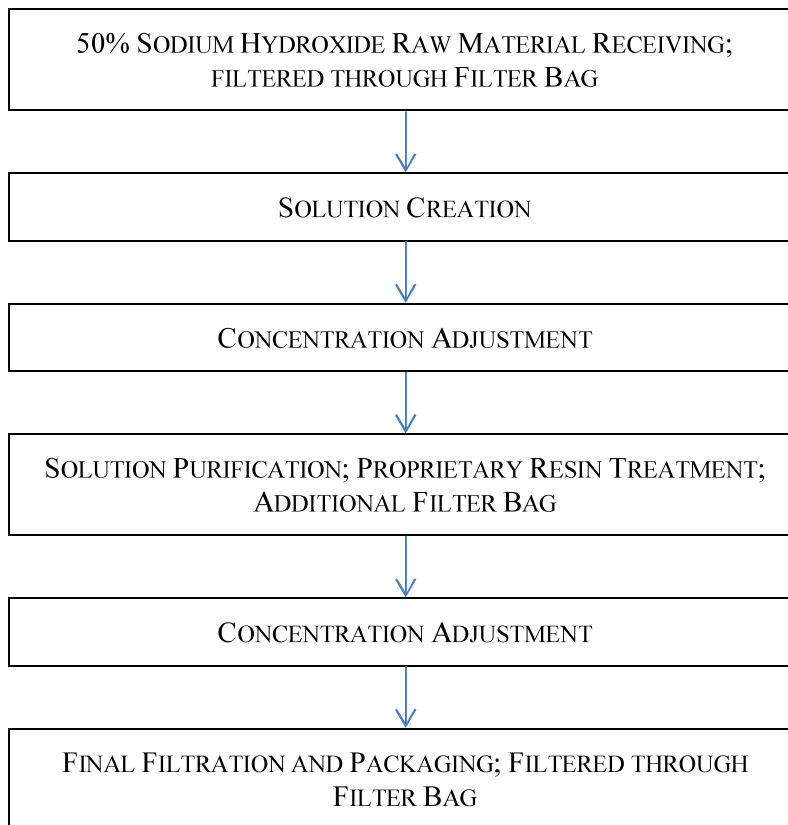 50% Sodium Hydroxide Raw Material Receiving;
filtered through Filter Bag
Solution Creation
Concentration Adjustment
Solution Purification; Proprietary Resin Treatment;
Additional Filter Bag
Concentration Adjustment
Final Filtration and Packaging; Filtered through
Filter Bag